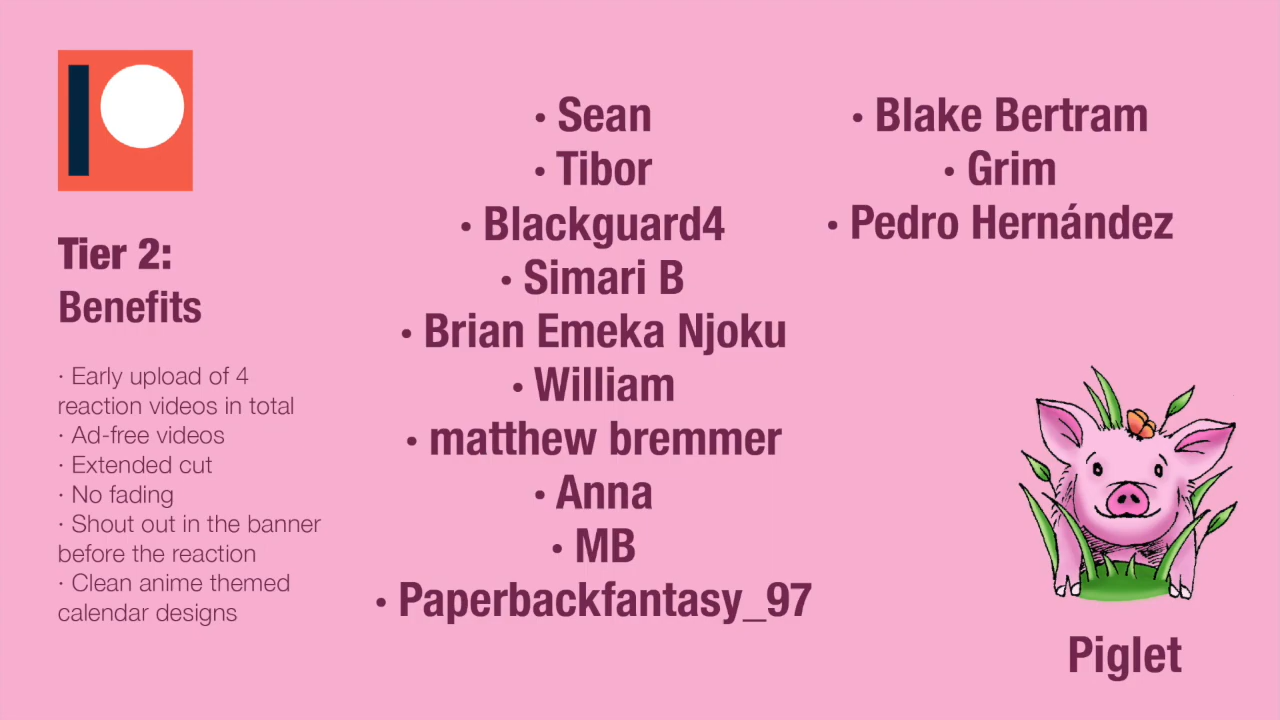 Tier 2:
Benefits
· Early upload of 4
reaction videos in total
· Ad-free videos
· Extended cut
· No fading
· Shout out in the banner
before the reaction
· Clean anime themed
calendar designs
• Sean
• Tibor
• Blackguard4
• Simari B
• Brian Emeka Njoku
• William
• matthew bremmer
• Anna
• MB
• Paperbackfantasy_97
• Blake Bertram
• Grim
• Pedro Hernández
Piglet